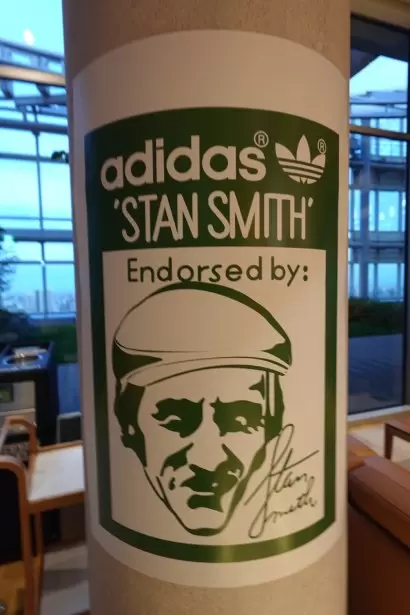 adidas® ®
'STAN SMITH'
Endorsed by:
Stan
Smith